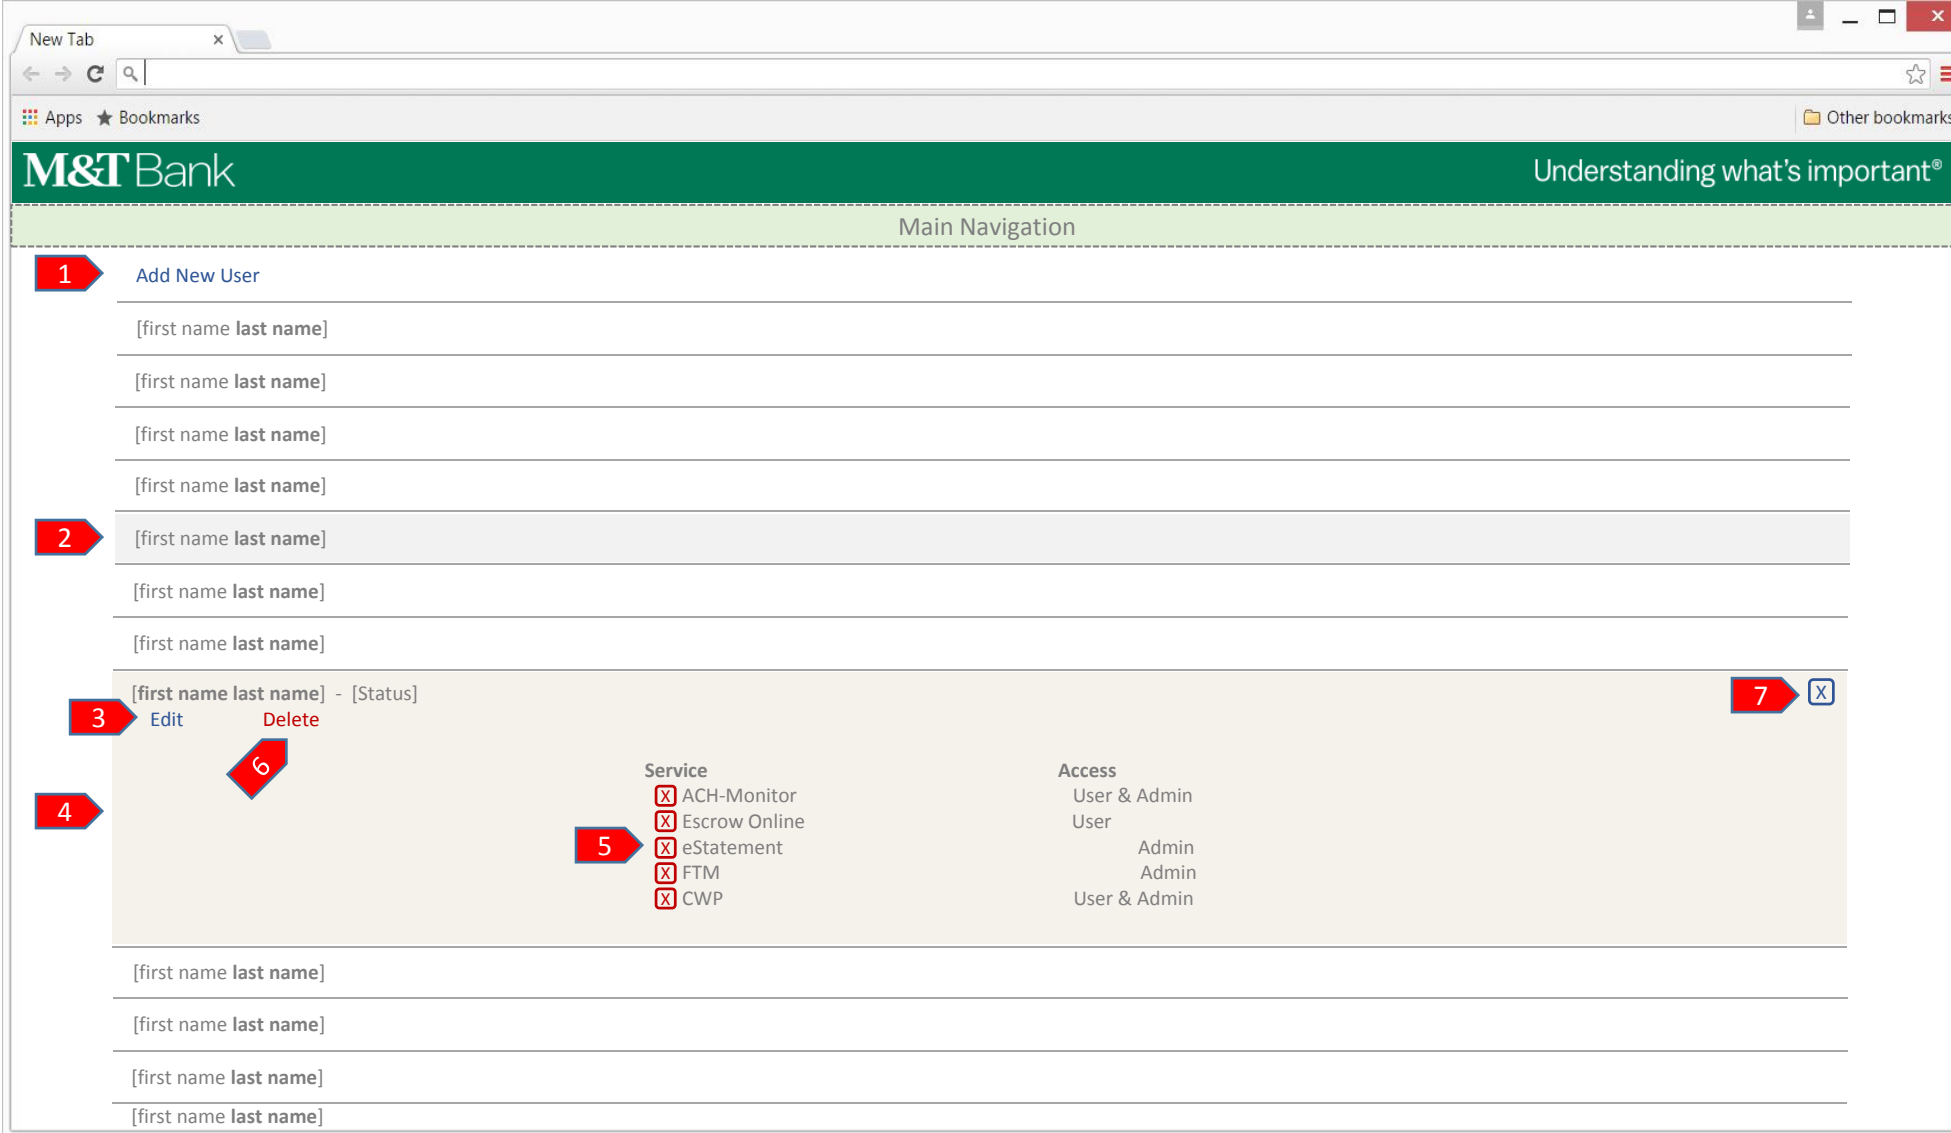 New Tab ×
Apps Bookmarks Other bookmarks
M&T Bank Understanding what's important®
Main Navigation
1 Add New User
[first name last name]
[first name last name]
[first name last name]
[first name last name]
2 [first name last name]
[first name last name]
[first name last name]
[first name last name] - [Status] 7 X
3 Edit Delete
6
Service Access
X ACH-Monitor User & Admin
4 X Escrow Online User
5 X eStatement Admin
X FTM Admin
X CWP User & Admin
[first name last name]
[first name last name]
[first name last name]
[first name last name]